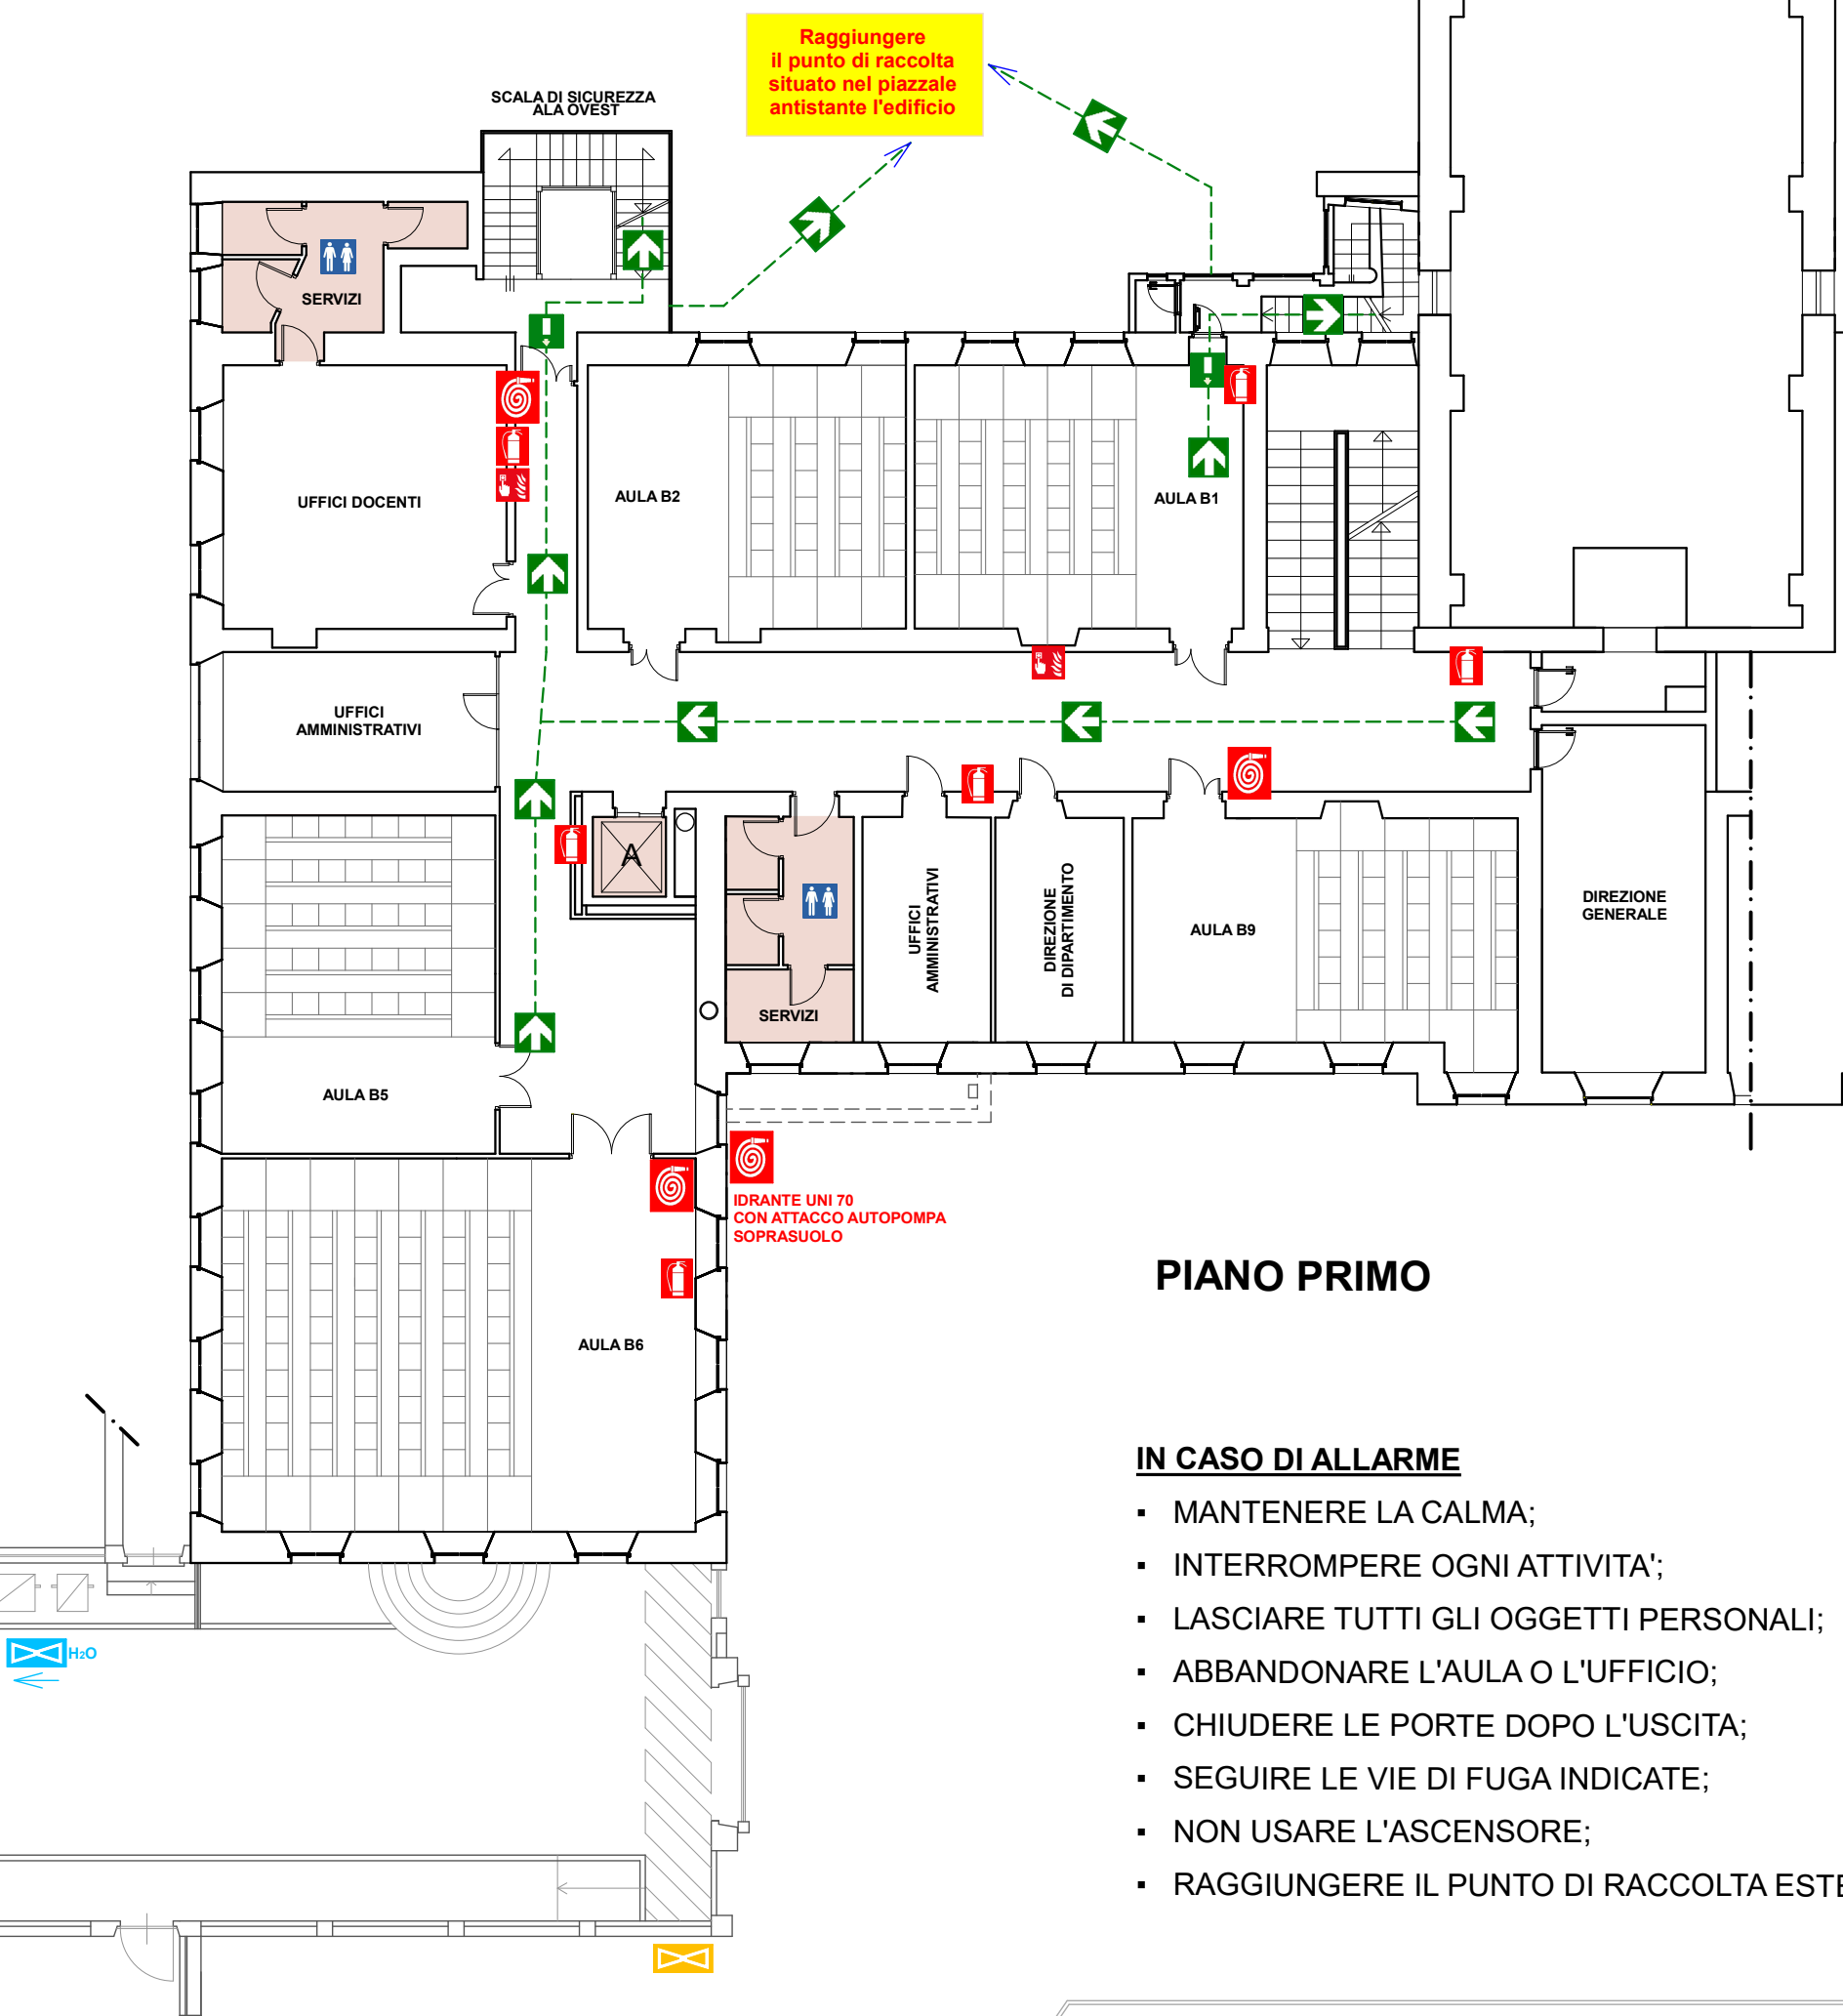 Raggiungere
il punto di raccolta
situato nel piazzale
antistante l'edificio
SCALA DI SICUREZZA
ALA OVEST
SERVIZI
UFFICI DOCENTI
AULA B2
AULA B1
UFFICI
AMMINISTRATIVI
A
UFFICI
AMMINISTRATIVI
DIREZIONE
DI DIPARTIMENTO
AULA B9
DIREZIONE
GENERALE
SERVIZI
AULA B5
IDRANTE UNI 70
CON ATTACCO AUTOPOMPA
SOPRASUOLO
PIANO PRIMO
AULA B6
IN CASO DI ALLARME
▪ MANTENERE LA CALMA;
▪ INTERROMPERE OGNI ATTIVITA';
▪ LASCIARE TUTTI GLI OGGETTI PERSONALI;
▪ ABBANDONARE L'AULA O L'UFFICIO;
▪ CHIUDERE LE PORTE DOPO L'USCITA;
▪ SEGUIRE LE VIE DI FUGA INDICATE;
▪ NON USARE L'ASCENSORE;
▪ RAGGIUNGERE IL PUNTO DI RACCOLTA
H₂O